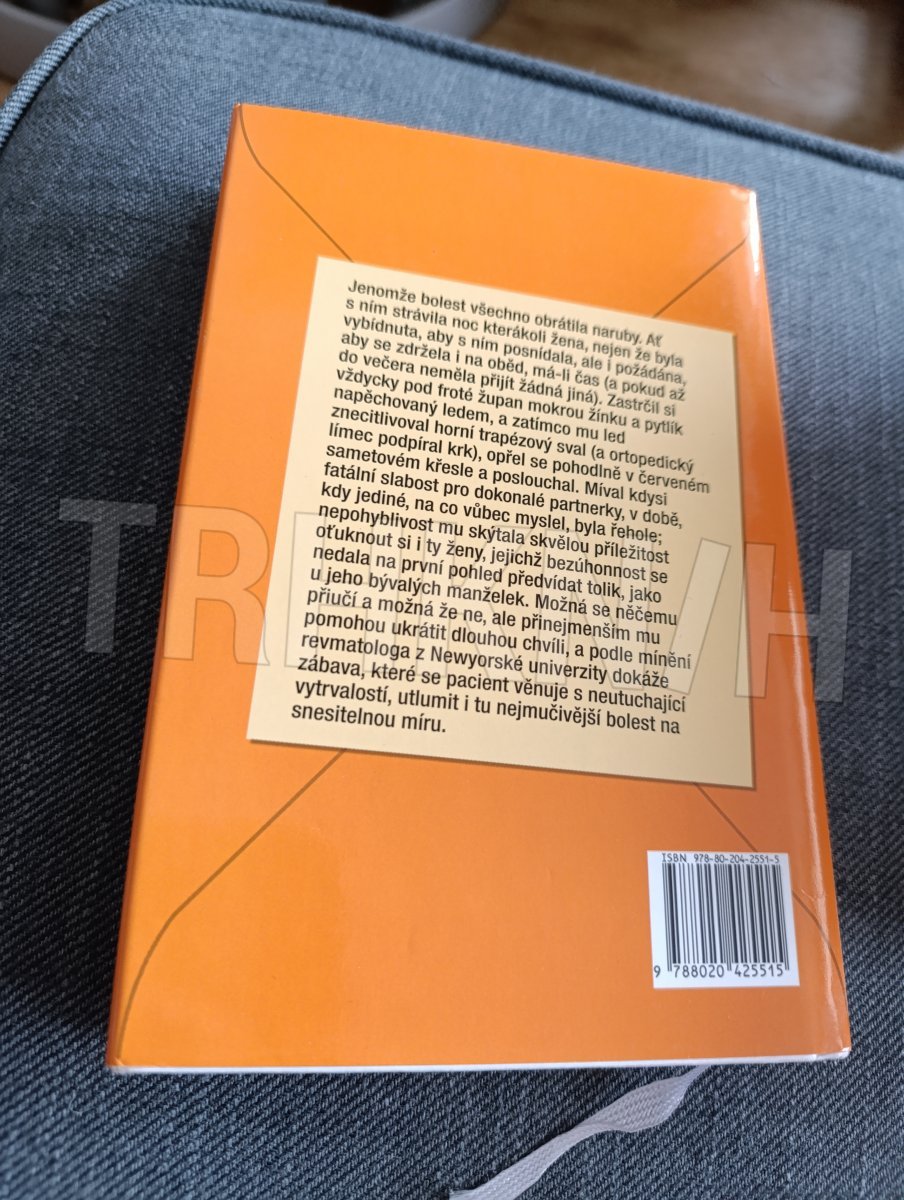 Jenomže bolest všechno obrátila naruby. Ať
s ním strávila noc kterákoli žena, nejen že byla
vybídnuta, aby s ním posnídala, ale i požádána,
aby se zdržela i na oběd, má-li čas (a pokud až
do večera neměla přijít žádná jiná). Zastrčil si
vždycky pod froté župan mokrou žínku a pytlík
napěchovaný ledem, a zatímco mu led
znecitlivoval horní trapézový sval (a ortopedický
límec podpíral krk), opřel se pohodlně v červeném
sametovém křesle a poslouchal. Míval kdysi
fatální slabost pro dokonalé partnerky, v době,
kdy jediné, na co vůbec myslel, byla řehole;
nepohyblivost mu skýtala skvělou příležitost
oťuknout si i ty ženy, jejichž bezúhonnost se
nedala na první pohled předvídat tolik, jako
u jeho bývalých manželek. Možná se něčemu
přiučí a možná že ne, ale přinejmenším mu
pomohou ukrátit dlouhou chvíli, a podle mínění
revmatologa z Newyorské univerzity dokáže
zábava, které se pacient věnuje s neutuchající
vytrvalostí, utlumit i tu nejmučivější bolest na
snesitelnou míru.
ISBN 978-80-204-2551-5
9 788020 425515